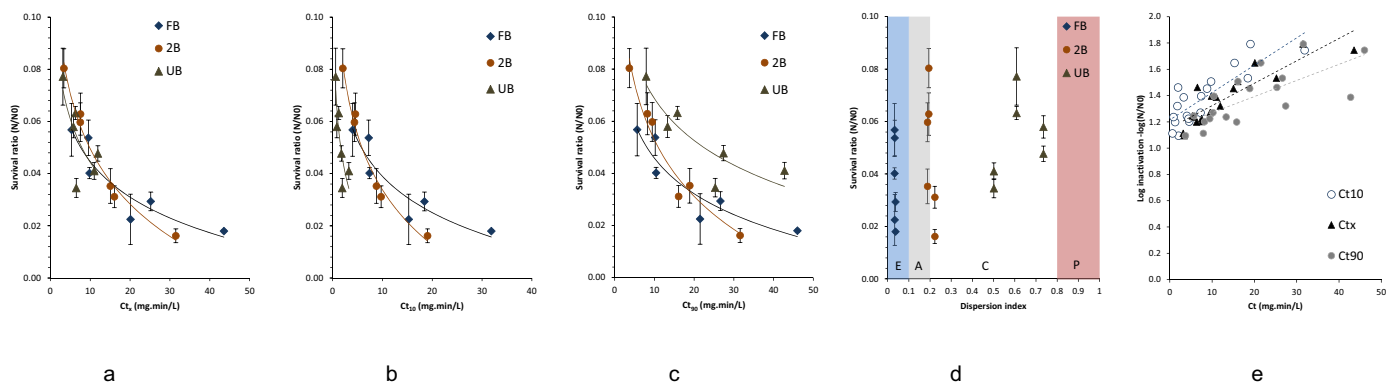 Survival ratio (N/N0)
0.10
0.08
0.06
0.04
0.02
0.00
0 10 20 30 40 50
Ctx (mg.min/L)
FB
2B
UB
a
Survival ratio (N/N0)
0.10
0.08
0.06
0.04
0.02
0.00
0 10 20 30 40
Ct10 (mg.min/L)
FB
2B
UB
b
Survival ratio (N/N0)
0.10
0.08
0.06
0.04
0.02
0.00
0 10 20 30 40 50
Ct90 (mg.min/L)
FB
2B
UB
c
Survival ratio (N/N0)
0.10
0.08
0.06
0.04
0.02
0.00
FB
2B
UB
E A C P
0 0.1 0.2 0.3 0.4 0.5 0.6 0.7 0.8 0.9 1
Dispersion index
d
Log inactivation -log(N/N0)
2.0
1.8
1.6
1.4
1.2
1.0
0.8
0.6
0.4
0.2
0.0
0 10 20 30 40 50
Ct (mg.min/L)
Ct10
Ctx
Ct90
e